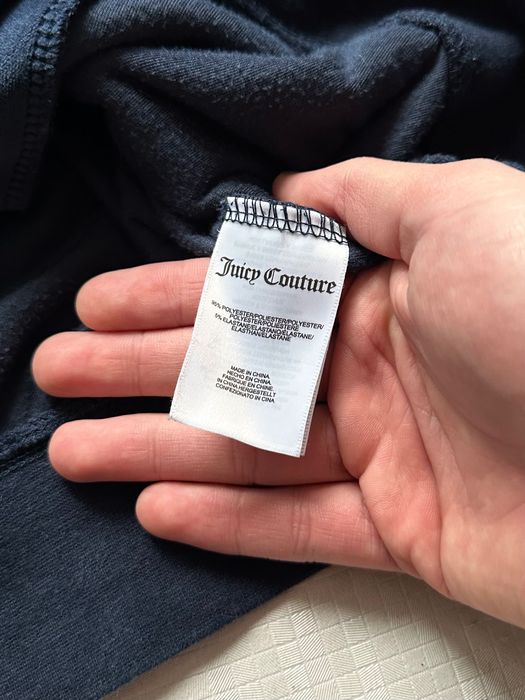 Juicy Couture
95% POLYESTER/POLIESTER/POLYESTER/
POLYESTER/POLIESTERE
5% ELASTANE/ELASTANO/ELASTANE/
ELASTHAN/ELASTANE
MADE IN CHINA.
HECHO EN CHINA.
FABRIQUÉ EN CHINE.
IN CHINA HERGESTELLT
CONFEZIONATO IN CINA